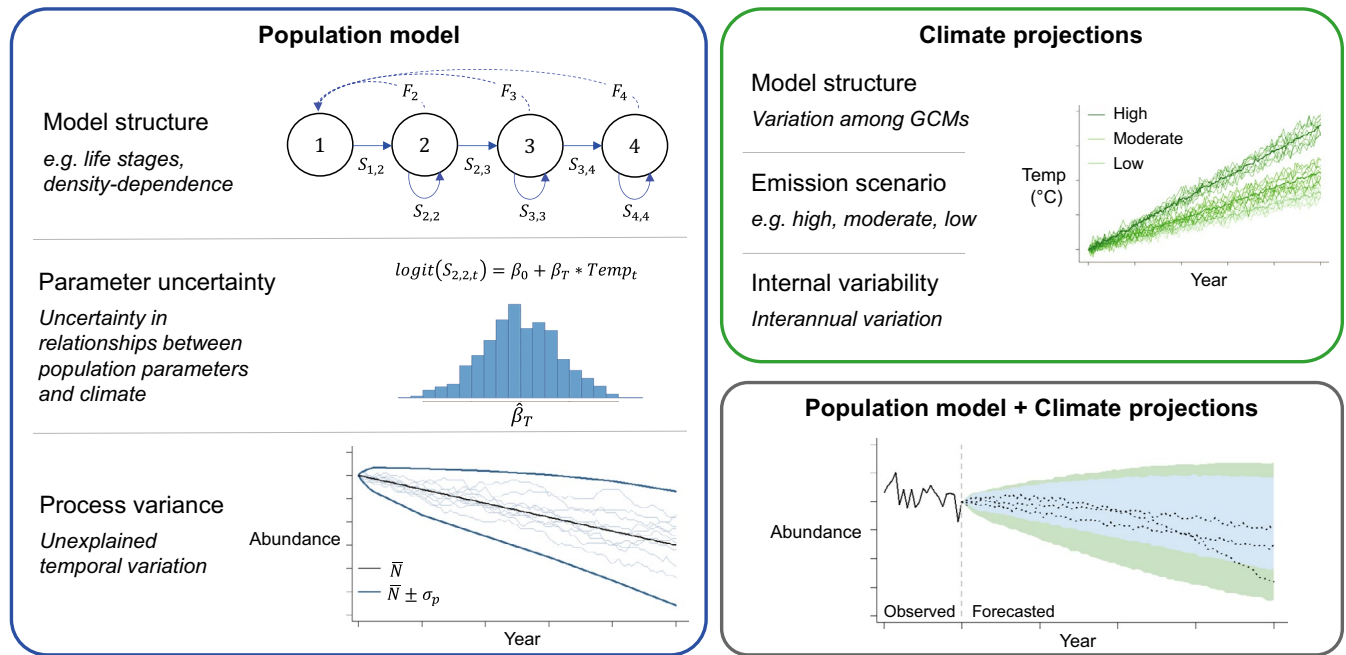 Population model
Model structure
e.g. life stages,
density-dependence
F₂
F₃
F₄
1
2
3
4
S₁,₂
S₂,₃
S₃,₄
S₂,₂
S₃,₃
S₄,₄
Parameter uncertainty
Uncertainty in
relationships between
population parameters
and climate
logit(S₂,₂,ₜ) = β₀ + β_T * Tempₜ
β̂_T
Process variance
Unexplained
temporal variation
Abundance
N̅
N̅ ± σₚ
Year
Climate projections
Model structure
Variation among GCMs
Emission scenario
e.g. high, moderate, low
Internal variability
Interannual variation
High
Moderate
Low
Temp
(°C)
Year
Population model + Climate projections
Abundance
Observed
Forecasted
Year